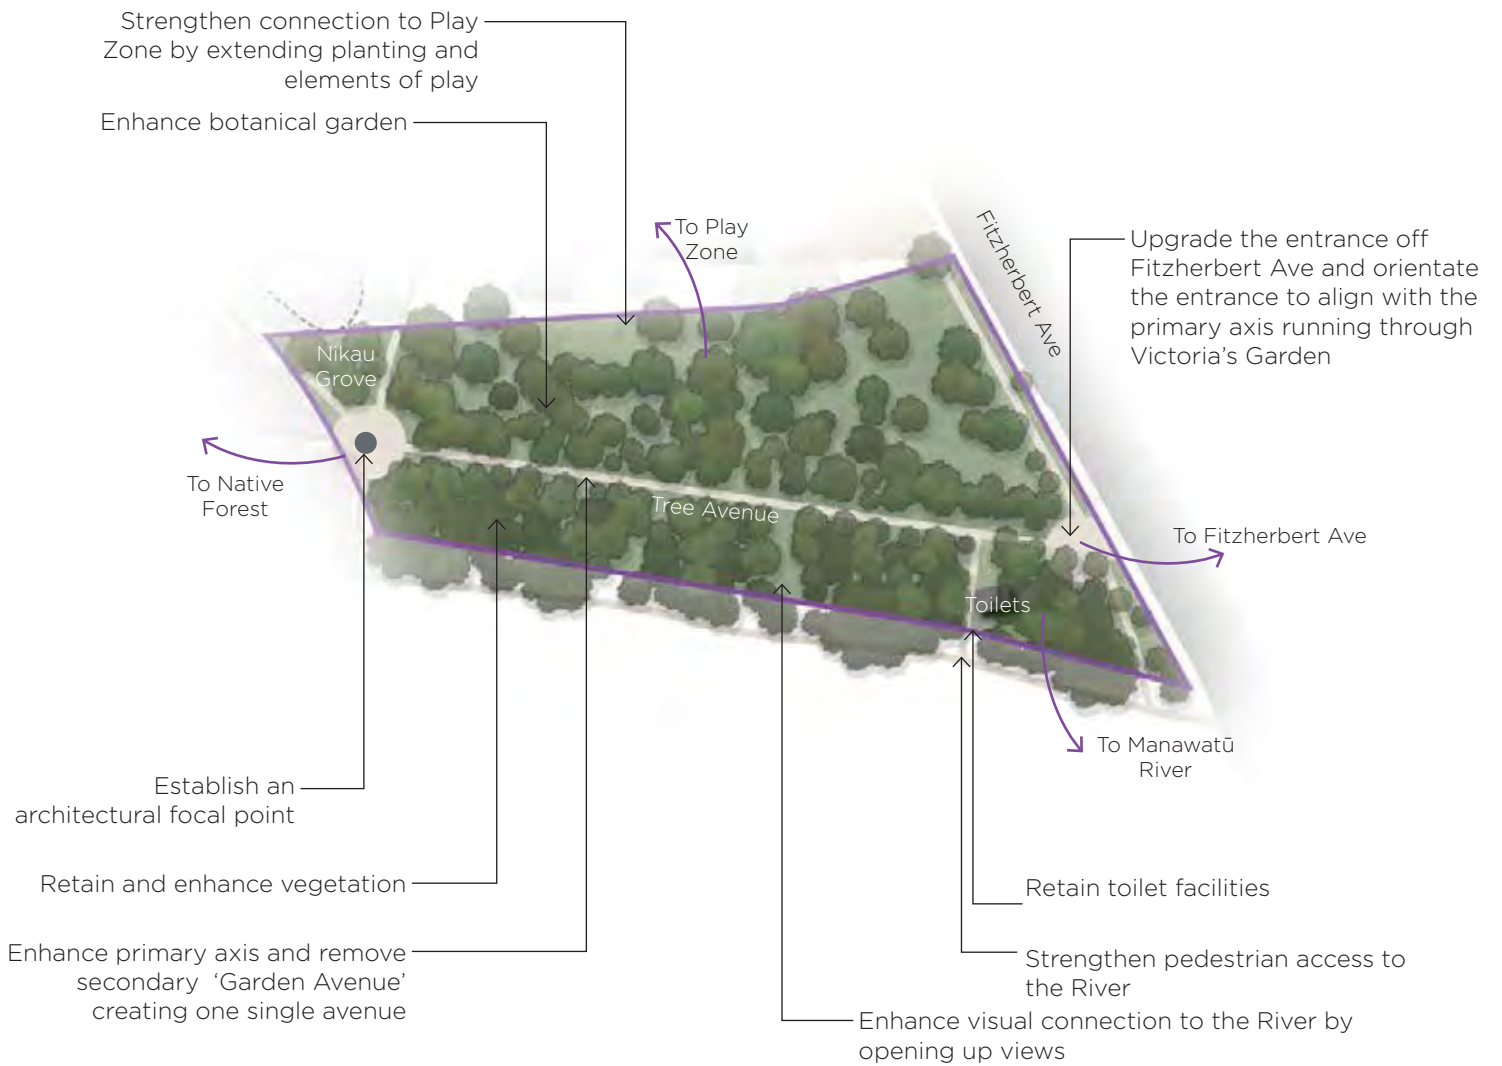 Strengthen connection to Play
Zone by extending planting and
elements of play
Enhance botanical garden
To Play
Zone
Fitzherbert Ave
Upgrade the entrance off
Fitzherbert Ave and orientate
the entrance to align with the
primary axis running through
Victoria’s Garden
Nikau
Grove
To Native
Forest
Tree Avenue
To Fitzherbert Ave
Toilets
To Manawatū
River
Establish an
architectural focal point
Retain and enhance vegetation
Retain toilet facilities
Enhance primary axis and remove
secondary ‘Garden Avenue’
creating one single avenue
Strengthen pedestrian access to
the River
Enhance visual connection to the River by
opening up views